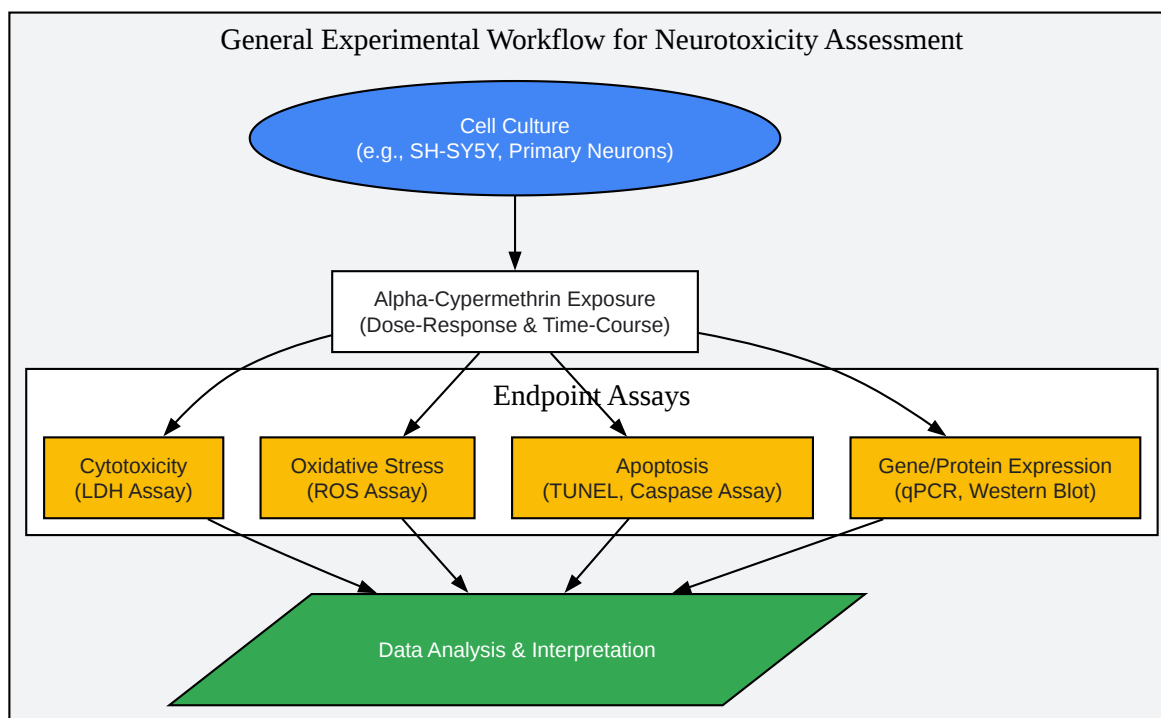 General Experimental Workflow for Neurotoxicity Assessment
Cell Culture
(e.g., SH-SY5Y, Primary Neurons)
Alpha-Cypermethrin Exposure
(Dose-Response & Time-Course)
Endpoint Assays
Cytotoxicity
(LDH Assay)
Oxidative Stress
(ROS Assay)
Apoptosis
(TUNEL, Caspase Assay)
Gene/Protein Expression
(qPCR, Western Blot)
Data Analysis & Interpretation